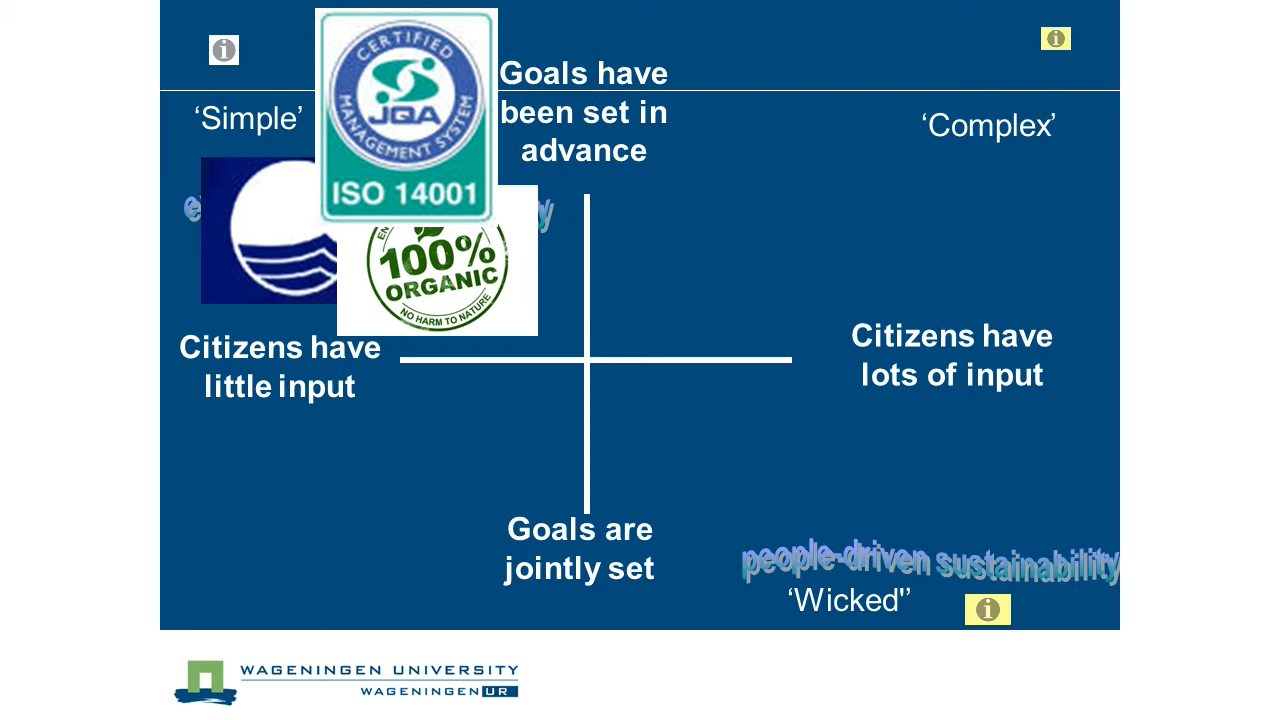 CERTIFIED
JQA
MANAGEMENT SYSTEM
ISO 14001
Goals have
been set in
advance
‘Simple’
‘Complex’
100%
ORGANIC
NO HARM TO NATURE
Citizens have
little input
Citizens have
lots of input
Goals are
jointly set
people-driven sustainability
‘Wicked"’
WAGENINGEN UNIVERSITY
WAGENINGEN UR